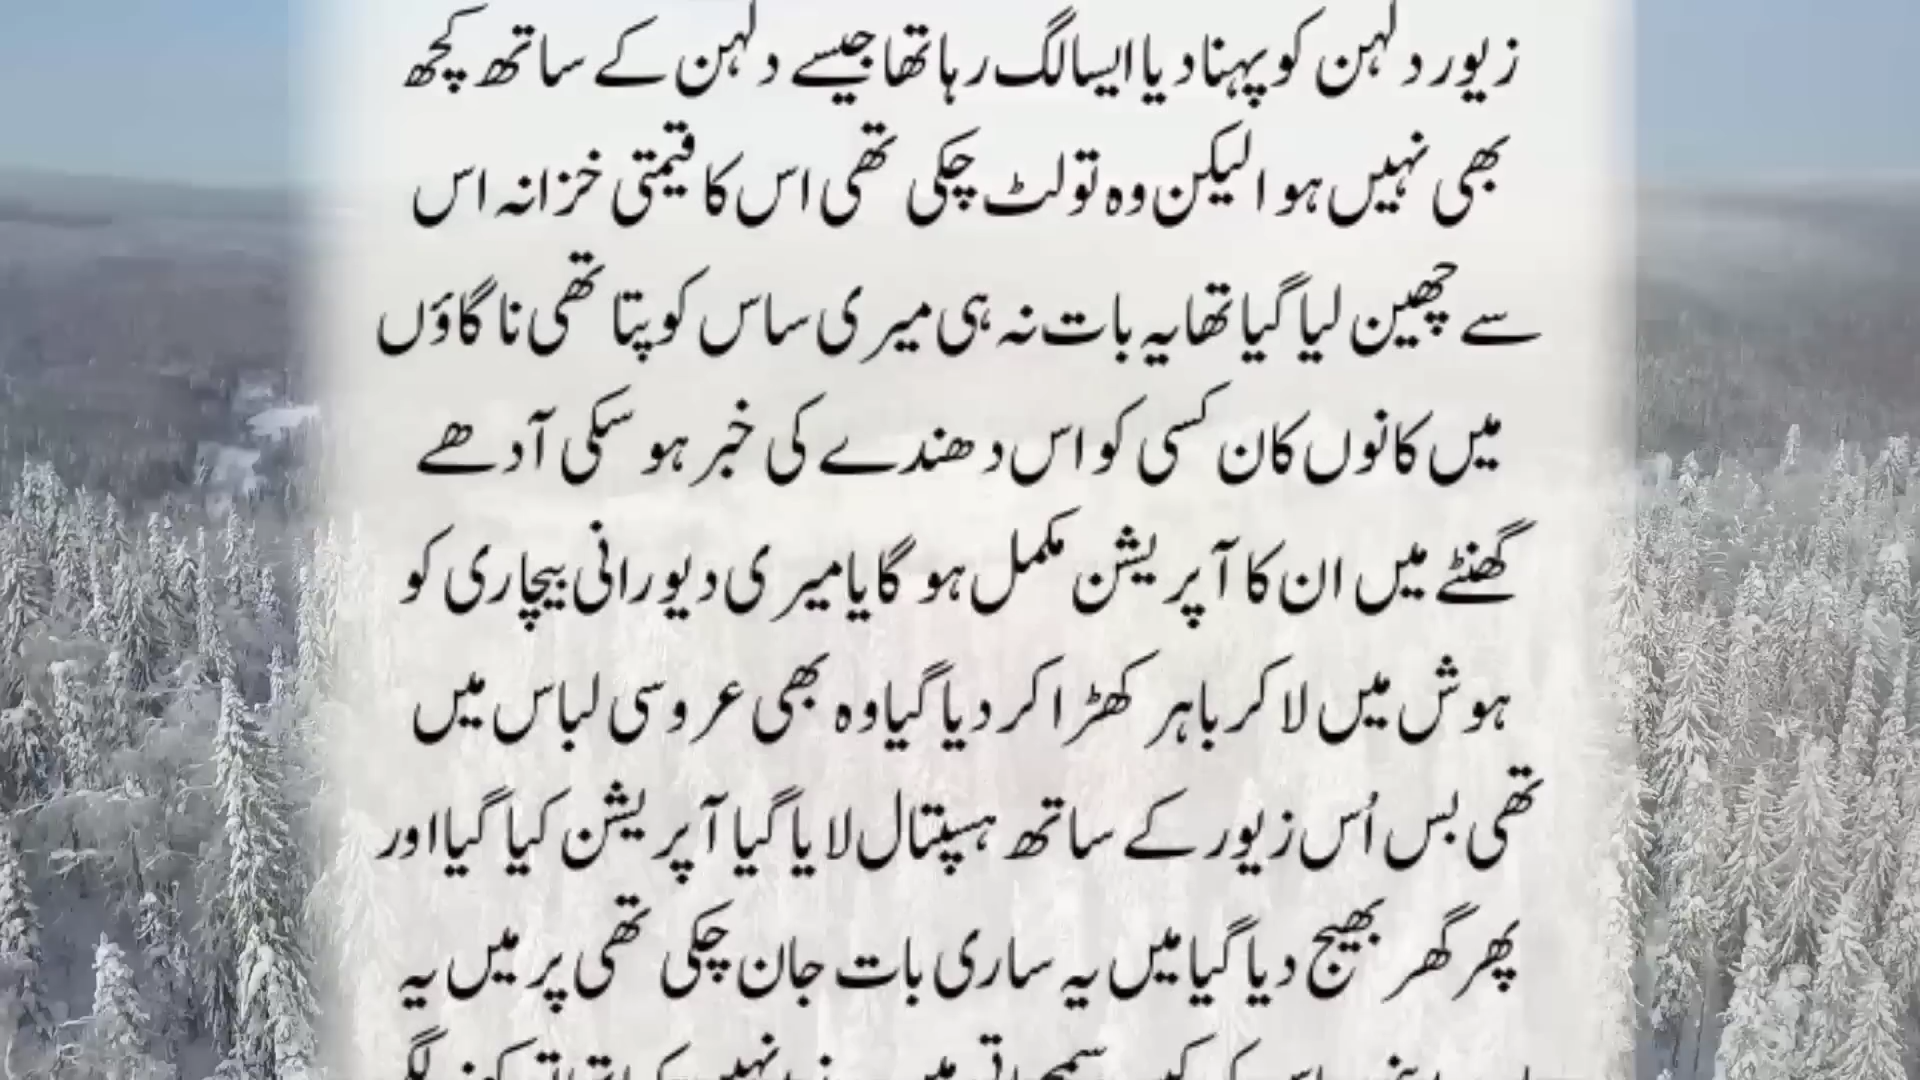 زیور دلہن کو پہنا دیا ایسا لگ رہا تھا جیسے دلہن کے ساتھ کچھ
بھی نہیں ہوا لیکن وہ تو لٹ چکی تھی اس کا قیمتی خزانہ اس
سے چھین لیا گیا تھا یہ بات نہ ہی میری ساس کو پتا تھی نا گاؤں
میں کانوں کان کسی کو اس دھندے کی خبر ہو سکی آدھے
گھنٹے میں ان کا آپریشن مکمل ہو گا یا میری دیورانی بیچاری کو
ہوش میں لا کر باہر کھڑا کر دیا گیا وہ بھی عروسی لباس میں
تھی بس اُس زیور کے ساتھ ہسپتال لایا گیا آپریشن کیا گیا اور
پھر گھر بھیج دیا گیا میں یہ ساری بات جان چکی تھی پر میں یہ